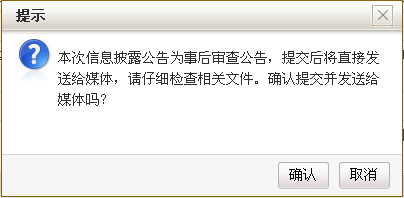 提示
本次信息披露公告为事后审查公告，提交后将直接发
送给媒体，请仔细检查相关文件。确认提交并发送给
媒体吗？
确认
取消